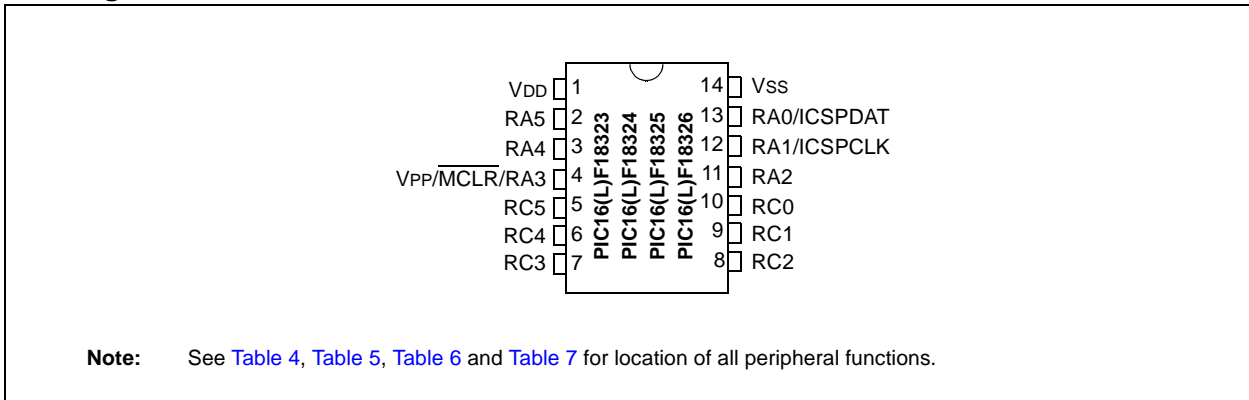 VDD 1 14 VSS
RA5 2 13 RA0/ICSPDAT
RA4 3 12 RA1/ICSPCLK
VPP/MCLR/RA3 4 11 RA2
RC5 5 10 RC0
RC4 6 9 RC1
RC3 7 8 RC2
PIC16(L)F18323
PIC16(L)F18324
PIC16(L)F18325
PIC16(L)F18326
Note: See Table 4, Table 5, Table 6 and Table 7 for location of all peripheral functions.